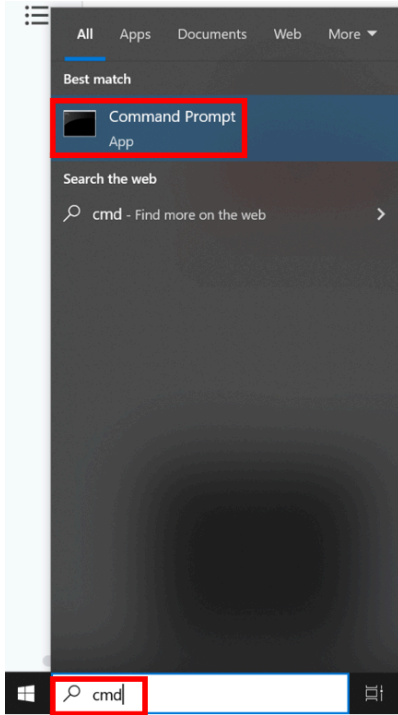 All Apps Documents Web More
Best match
Command Prompt
App
Search the web
cmd - Find more on the web
cmd